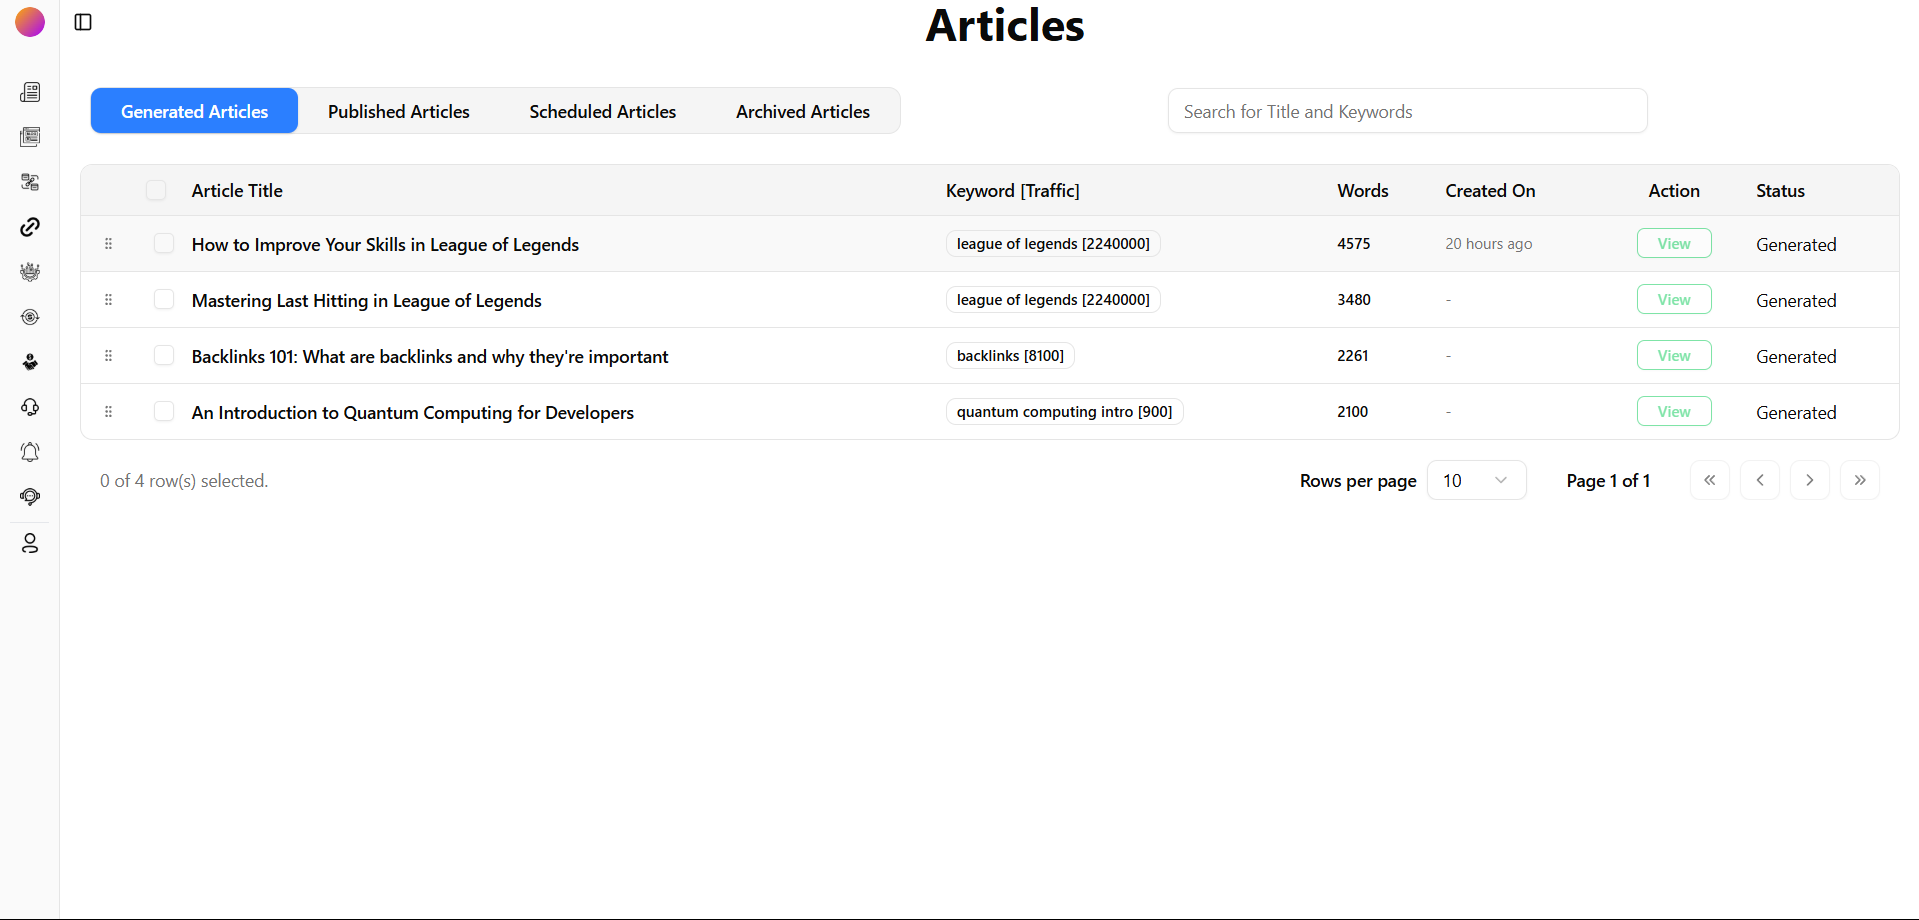 Articles
Generated Articles Published Articles Scheduled Articles Archived Articles Search for Title and Keywords
Article Title Keyword [Traffic] Words Created On Action Status
How to Improve Your Skills in League of Legends league of legends [2240000] 4575 20 hours ago View Generated
Mastering Last Hitting in League of Legends league of legends [2240000] 3480 - View Generated
Backlinks 101: What are backlinks and why they're important backlinks [8100] 2261 - View Generated
An Introduction to Quantum Computing for Developers quantum computing intro [900] 2100 - View Generated
0 of 4 row(s) selected. Rows per page 10 Page 1 of 1